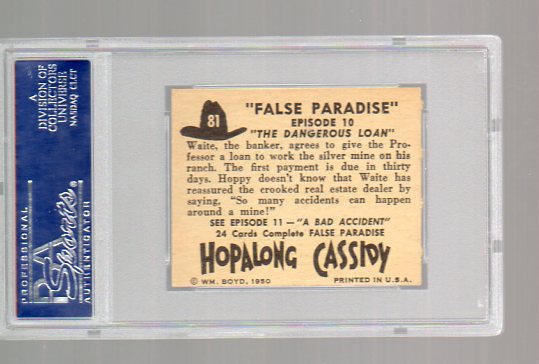 A
DIVISION OF
COLLECTORS
UNIVERSE
NASDAQ CLCT
PROFESSIONAL
PSA
Sports
AUTHENTICATOR
81
"FALSE PARADISE"
EPISODE 10
"THE DANGEROUS LOAN"
Waite, the banker, agrees to give the Pro-
fessor a loan to work the silver mine on his
ranch. The first payment is due in thirty
days. Hoppy doesn't know that Waite has
reassured the crooked real estate dealer by
saying, "So many accidents can happen
around a mine!"
SEE EPISODE 11—"A BAD ACCIDENT"
24 Cards Complete FALSE PARADISE
HOPALONG CASSIDY
© WM. BOYD, 1950 PRINTED IN U.S.A.